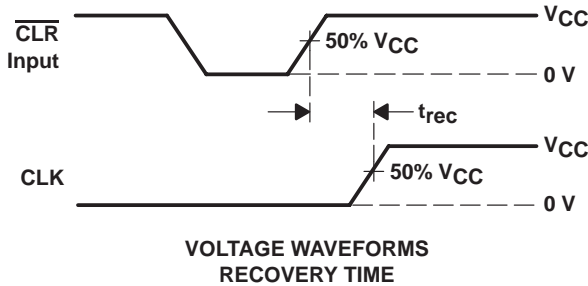 CLR
Input
50% VCC
VCC
0 V
trec
CLK
50% VCC
VCC
0 V
VOLTAGE WAVEFORMS
RECOVERY TIME